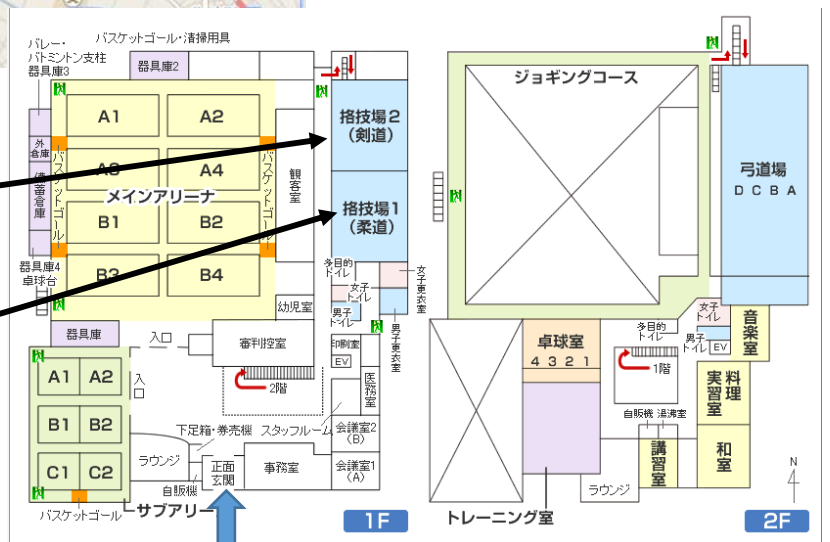 バスケットゴール・清掃用具
バレー・
バトミントン支柱
器具庫3
器具庫2
外
倉庫
備蓄倉庫
器具庫4
卓球台
A1
A2
A3
A4
メインアリーナ
B1
B2
B3
B4
バスケットゴール
バスケットゴール
観客室
幼児室
挌技場2
(剣道)
挌技場1
(柔道)
多目的
トイレ
女子
トイレ
女子更衣室
男子
トイレ
男子更衣室
印刷室
EV
医務室
器具庫
入口
入口
審判控室
2階
A1 A2
B1 B2
C1 C2
下足箱・券売機
スタッフルーム
会議室2
(B)
会議室1
(A)
ラウンジ
自販機
正面
玄関
事務室
バスケットゴール
サブアリー
1F
ジョギングコース
弓道場
D C B A
卓球室
4 3 2 1
多目的
トイレ
女子
トイレ
男子
トイレ
EV
音楽室
1階
料理
実習室
自販機
湯沸室
講習室
和室
ラウンジ
トレーニング室
N
2F